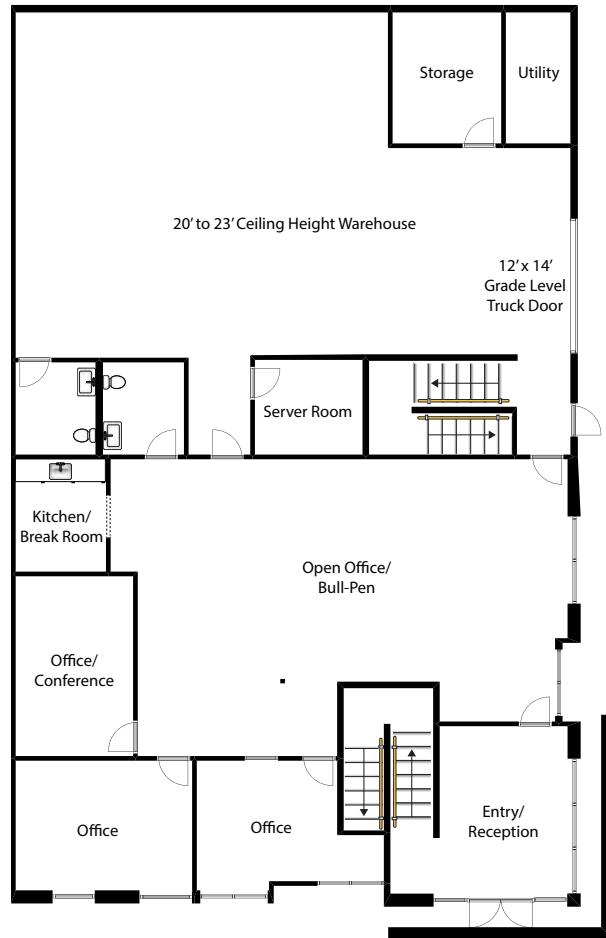 Storage
Utility
20' to 23' Ceiling Height Warehouse
12' x 14'
Grade Level
Truck Door
Server Room
Kitchen/
Break Room
Open Office/
Bull-Pen
Office/
Conference
Office
Office
Entry/
Reception